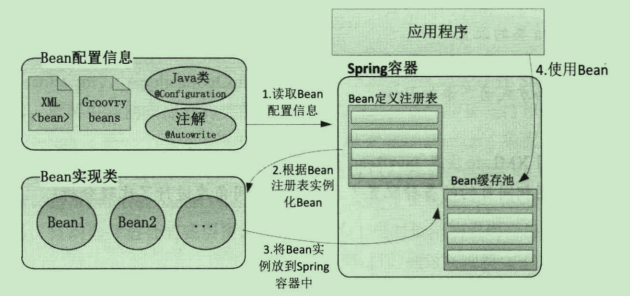 应用程序
Bean配置信息
XML
<bean>
Groovry
beans
Java类
@Configuration
注解
@Autowrite
1.读取Bean
配置信息
Spring容器
4.使用Bean
Bean定义注册表
2.根据Bean
注册表实例
化Bean
Bean缓存池
Bean实现类
Bean1
Bean2
...
3.将Bean实
例放到Spring
容器中